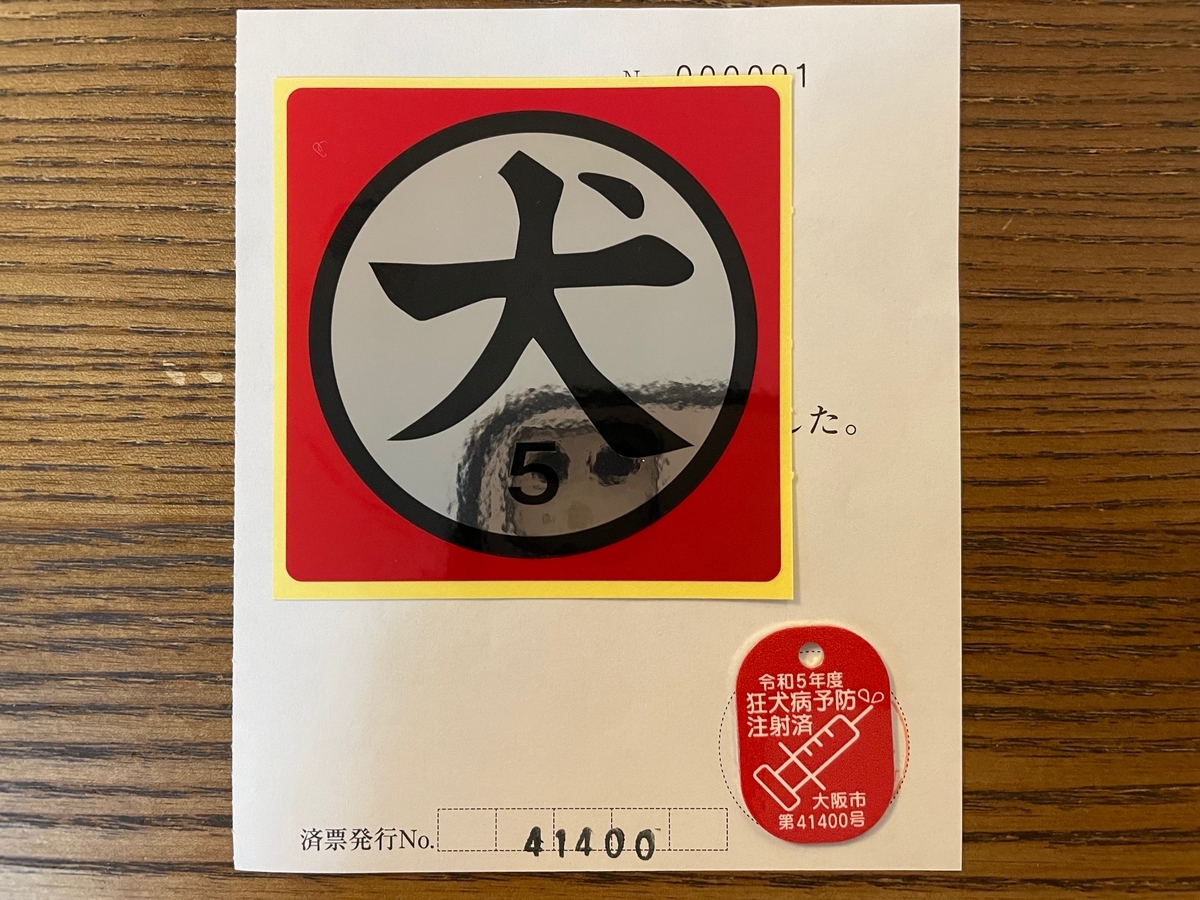 犬
5
した。
令和5年度
狂犬病予防
注射済
大阪市
第41400号
済票発行No. 41400